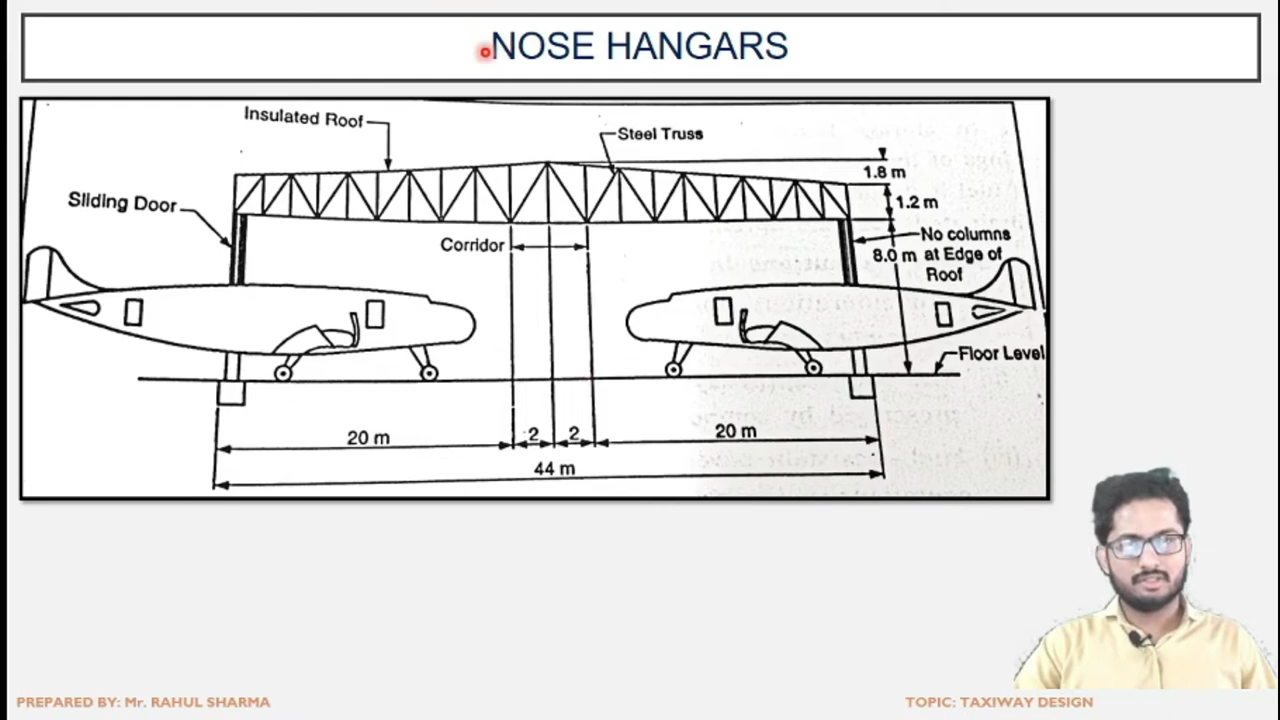 NOSE HANGARS
Insulated Roof
Steel Truss
1.8 m
1.2 m
Sliding Door
Corridor
No columns
8.0 m at Edge of
Roof
Floor Level
20 m
2
2
20 m
44 m
PREPARED BY: Mr. RAHUL SHARMA
TOPIC: TAXIWAY DESIGN